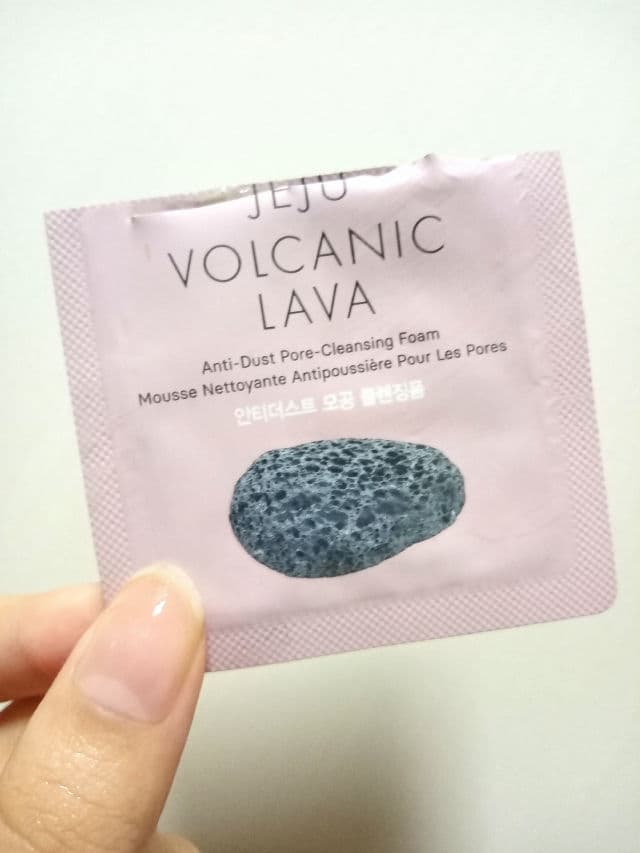 JEJU
VOLCANIC
LAVA
Anti-Dust Pore-Cleansing Foam
Mousse Nettoyante Antipoussière Pour Les Pores
안티더스트 모공 클렌징폼